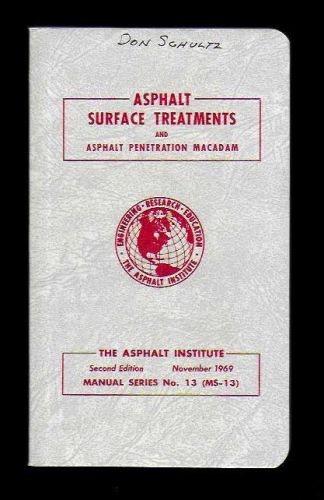 DON SCHULTZ
ASPHALT
SURFACE TREATMENTS
AND
ASPHALT PENETRATION MACADAM
ENGINEERING • RESEARCH • EDUCATION
• THE ASPHALT INSTITUTE •
THE ASPHALT INSTITUTE
Second Edition November 1969
MANUAL SERIES No. 13 (MS-13)